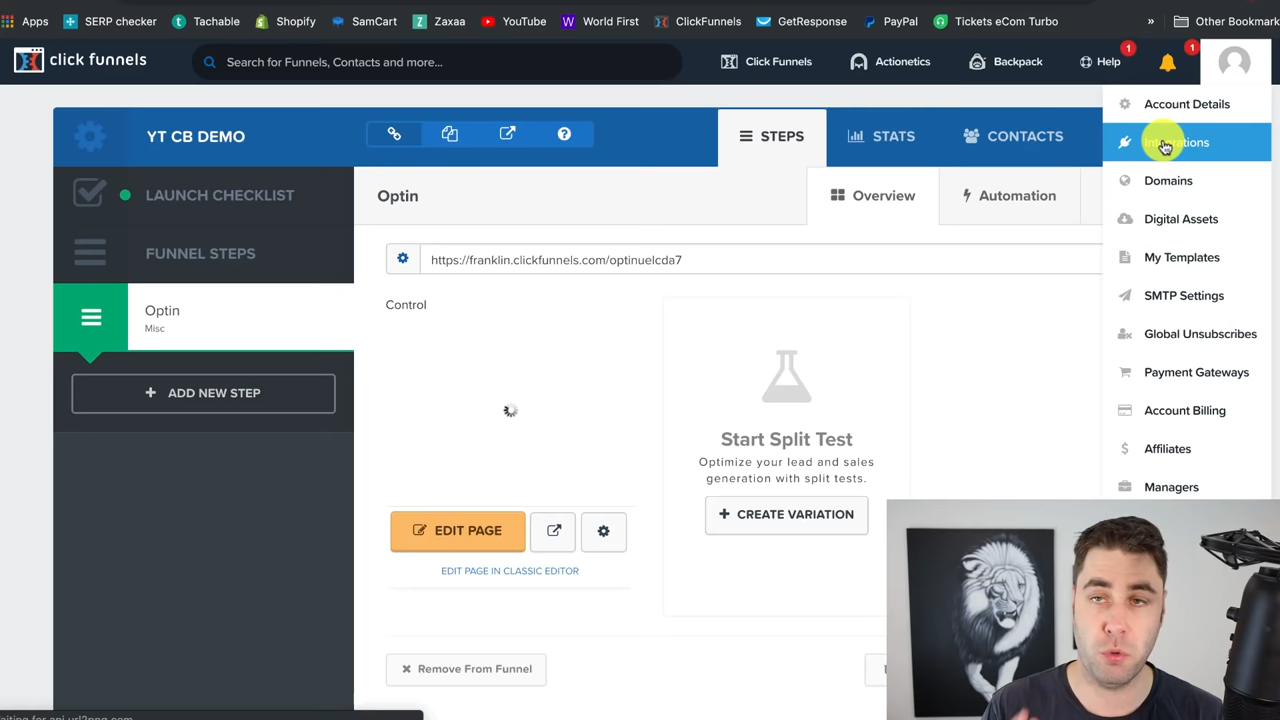 Apps
SERP checker
Tachable
Shopify
SamCart
Zaxaa
YouTube
World First
ClickFunnels
GetResponse
PayPal
Tickets eCom Turbo
»
Other Bookmark
click funnels
Search for Funnels, Contacts and more...
Click Funnels
Actionetics
Backpack
Help
1
1
YT CB DEMO
STEPS
STATS
CONTACTS
Account Details
Integrations
Domains
Digital Assets
My Templates
SMTP Settings
Global Unsubscribes
Payment Gateways
Account Billing
Affiliates
Managers
LAUNCH CHECKLIST
FUNNEL STEPS
Optin
Misc
+ ADD NEW STEP
Optin
Overview
Automation
https://franklin.clickfunnels.com/optinuelcda7
Control
Start Split Test
Optimize your lead and sales
generation with split tests.
+ CREATE VARIATION
EDIT PAGE
EDIT PAGE IN CLASSIC EDITOR
Remove From Funnel